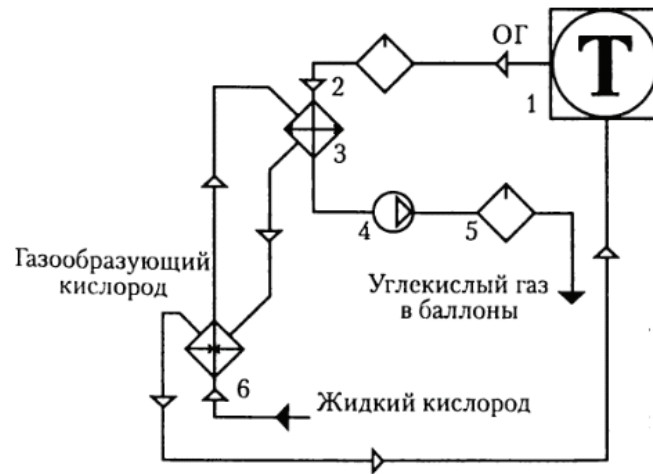 ОГ
Т
1
2
3
4
5
Газообразующий
кислород
Углекислый газ
в баллоны
6
Жидкий кислород